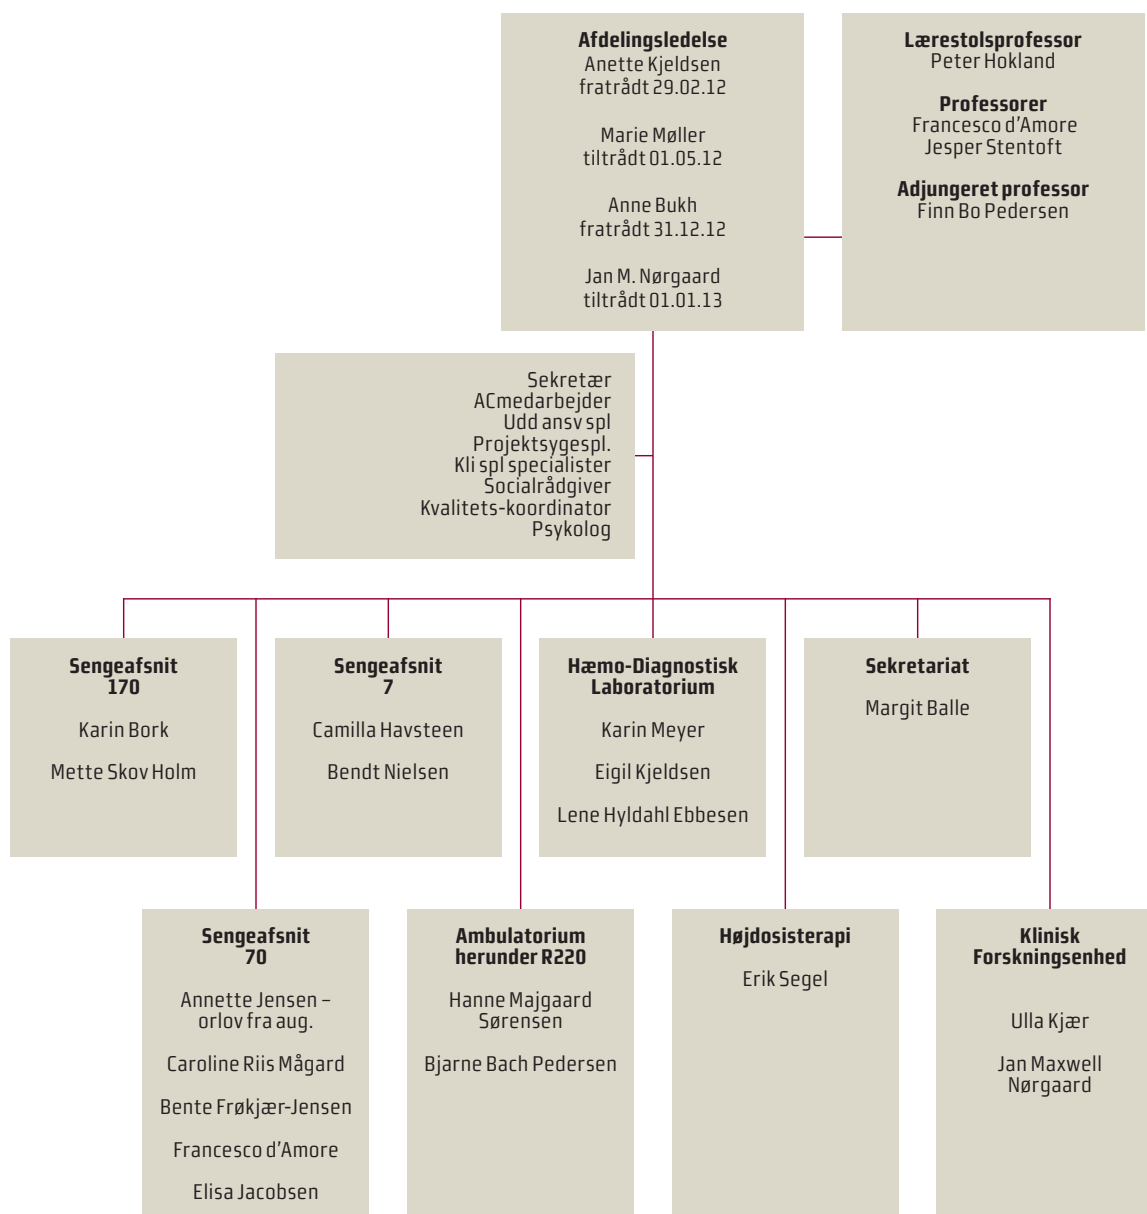 Afdelingsledelse
Anette Kjeldsen
fratrådt 29.02.12
Marie Møller
tiltrådt 01.05.12
Anne Bukh
fratrådt 31.12.12
Jan M. Nørgaard
tiltrådt 01.01.13
Lærestolsprofessor
Peter Hokland
Professorer
Francesco d'Amore
Jesper Stentoft
Adjungeret professor
Finn Bo Pedersen
Sekretær
ACmedarbejder
Udd ansv spl
Projektsygespl.
Kli spl specialister
Socialrådgiver
Kvalitets-koordinator
Psykolog
Sengeafsnit
170
Karin Bork
Mette Skov Holm
Sengeafsnit
7
Camilla Havsteen
Bendt Nielsen
Hæmo-Diagnostisk
Laboratorium
Karin Meyer
Eigil Kjeldsen
Lene Hyldahl Ebbesen
Sekretariat
Margit Balle
Sengeafsnit
70
Annette Jensen –
orlov fra aug.
Caroline Riis Mågard
Bente Frøkjær-Jensen
Francesco d'Amore
Elisa Jacobsen
Ambulatorium
herunder R220
Hanne Majgaard
Sørensen
Bjarne Bach Pedersen
Højdosisterapi
Erik Segel
Klinisk
Forskningsenhed
Ulla Kjær
Jan Maxwell
Nørgaard